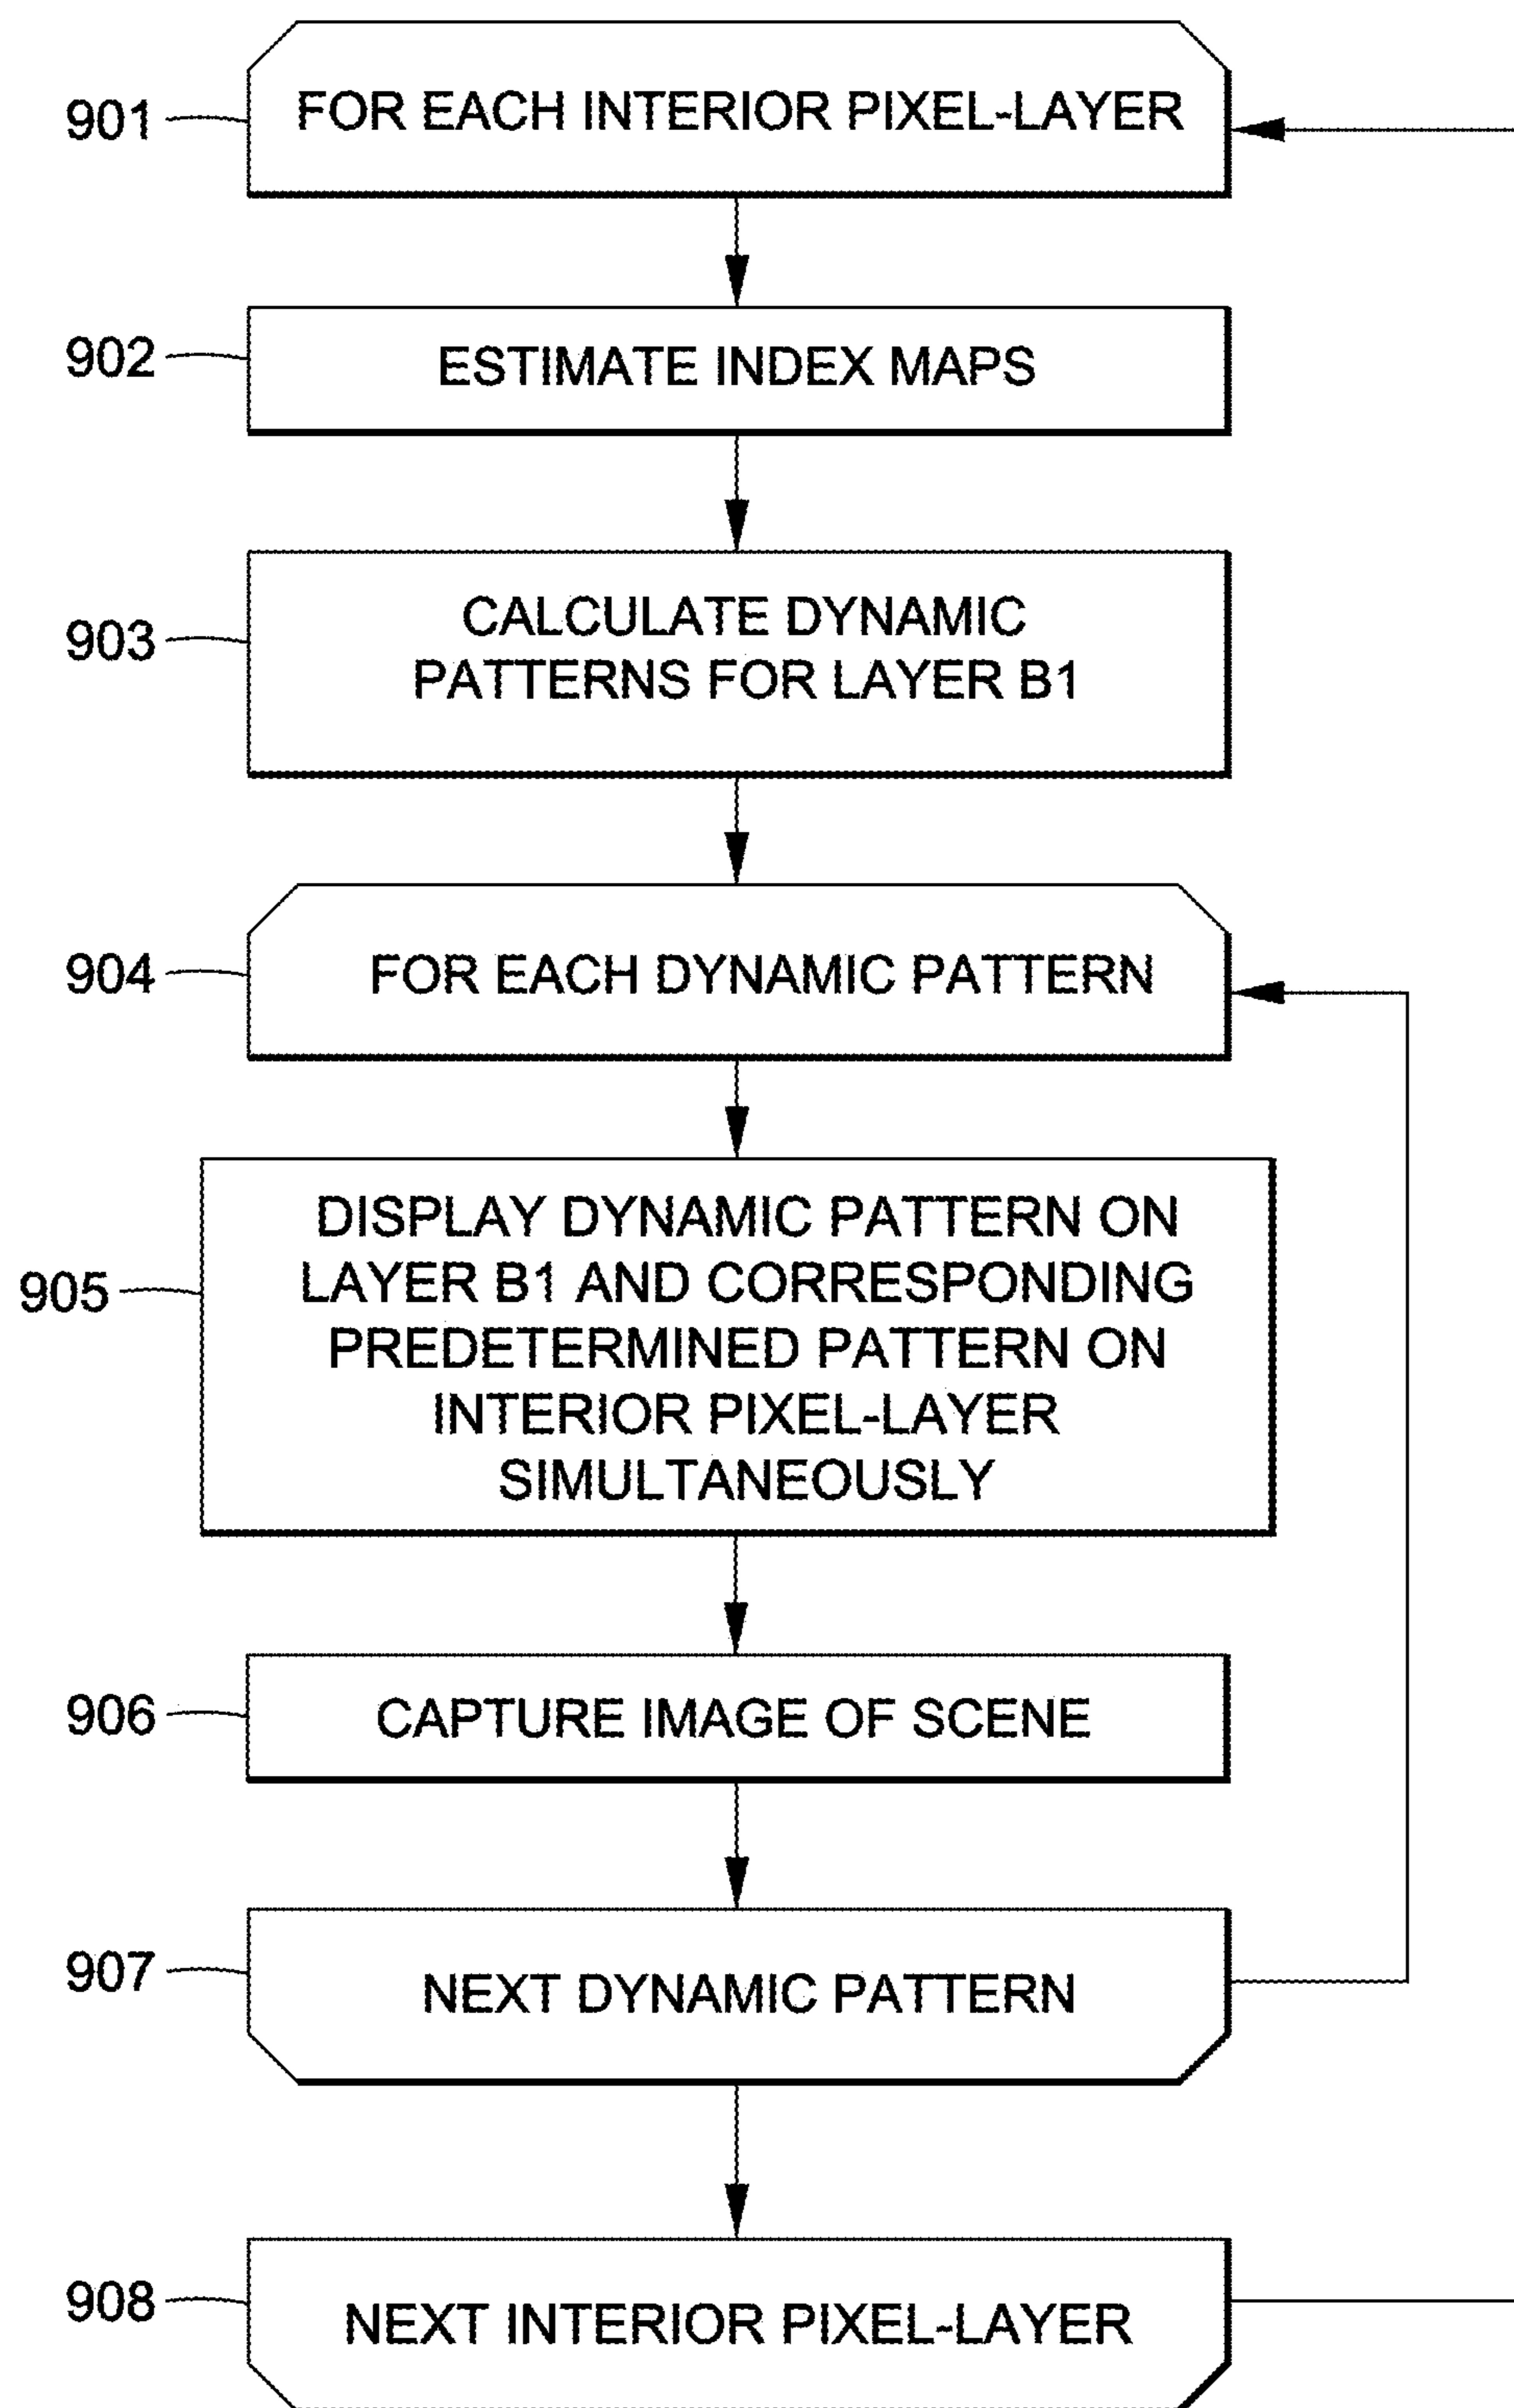 901
FOR EACH INTERIOR PIXEL-LAYER
902
ESTIMATE INDEX MAPS
903
CALCULATE DYNAMIC
PATTERNS FOR LAYER B1
904
FOR EACH DYNAMIC PATTERN
905
DISPLAY DYNAMIC PATTERN ON
LAYER B1 AND CORRESPONDING
PREDETERMINED PATTERN ON
INTERIOR PIXEL-LAYER
SIMULTANEOUSLY
906
CAPTURE IMAGE OF SCENE
907
NEXT DYNAMIC PATTERN
908
NEXT INTERIOR PIXEL-LAYER